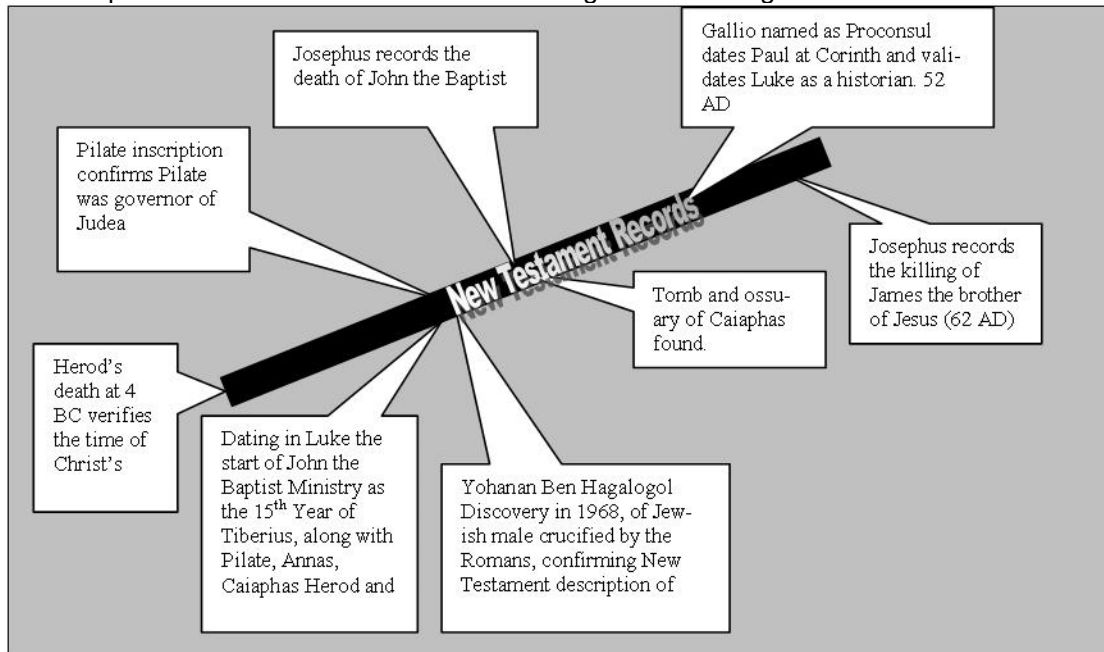 Josephus records the
death of John the Baptist
Gallio named as Proconsul
dates Paul at Corinth and vali-
dates Luke as a historian. 52
AD
Pilate inscription
confirms Pilate
was governor of
Judea
New Testament Records
Josephus records
the killing of
James the brother
of Jesus (62 AD)
Tomb and ossu-
ary of Caiaphas
found.
Herod’s
death at 4
BC verifies
the time of
Christ’s
Dating in Luke the
start of John the
Baptist Ministry as
the 15th Year of
Tiberius, along with
Pilate, Annas,
Caiaphas Herod and
Yohanan Ben Hagalogol
Discovery in 1968, of Jew-
ish male crucified by the
Romans, confirming New
Testament description of